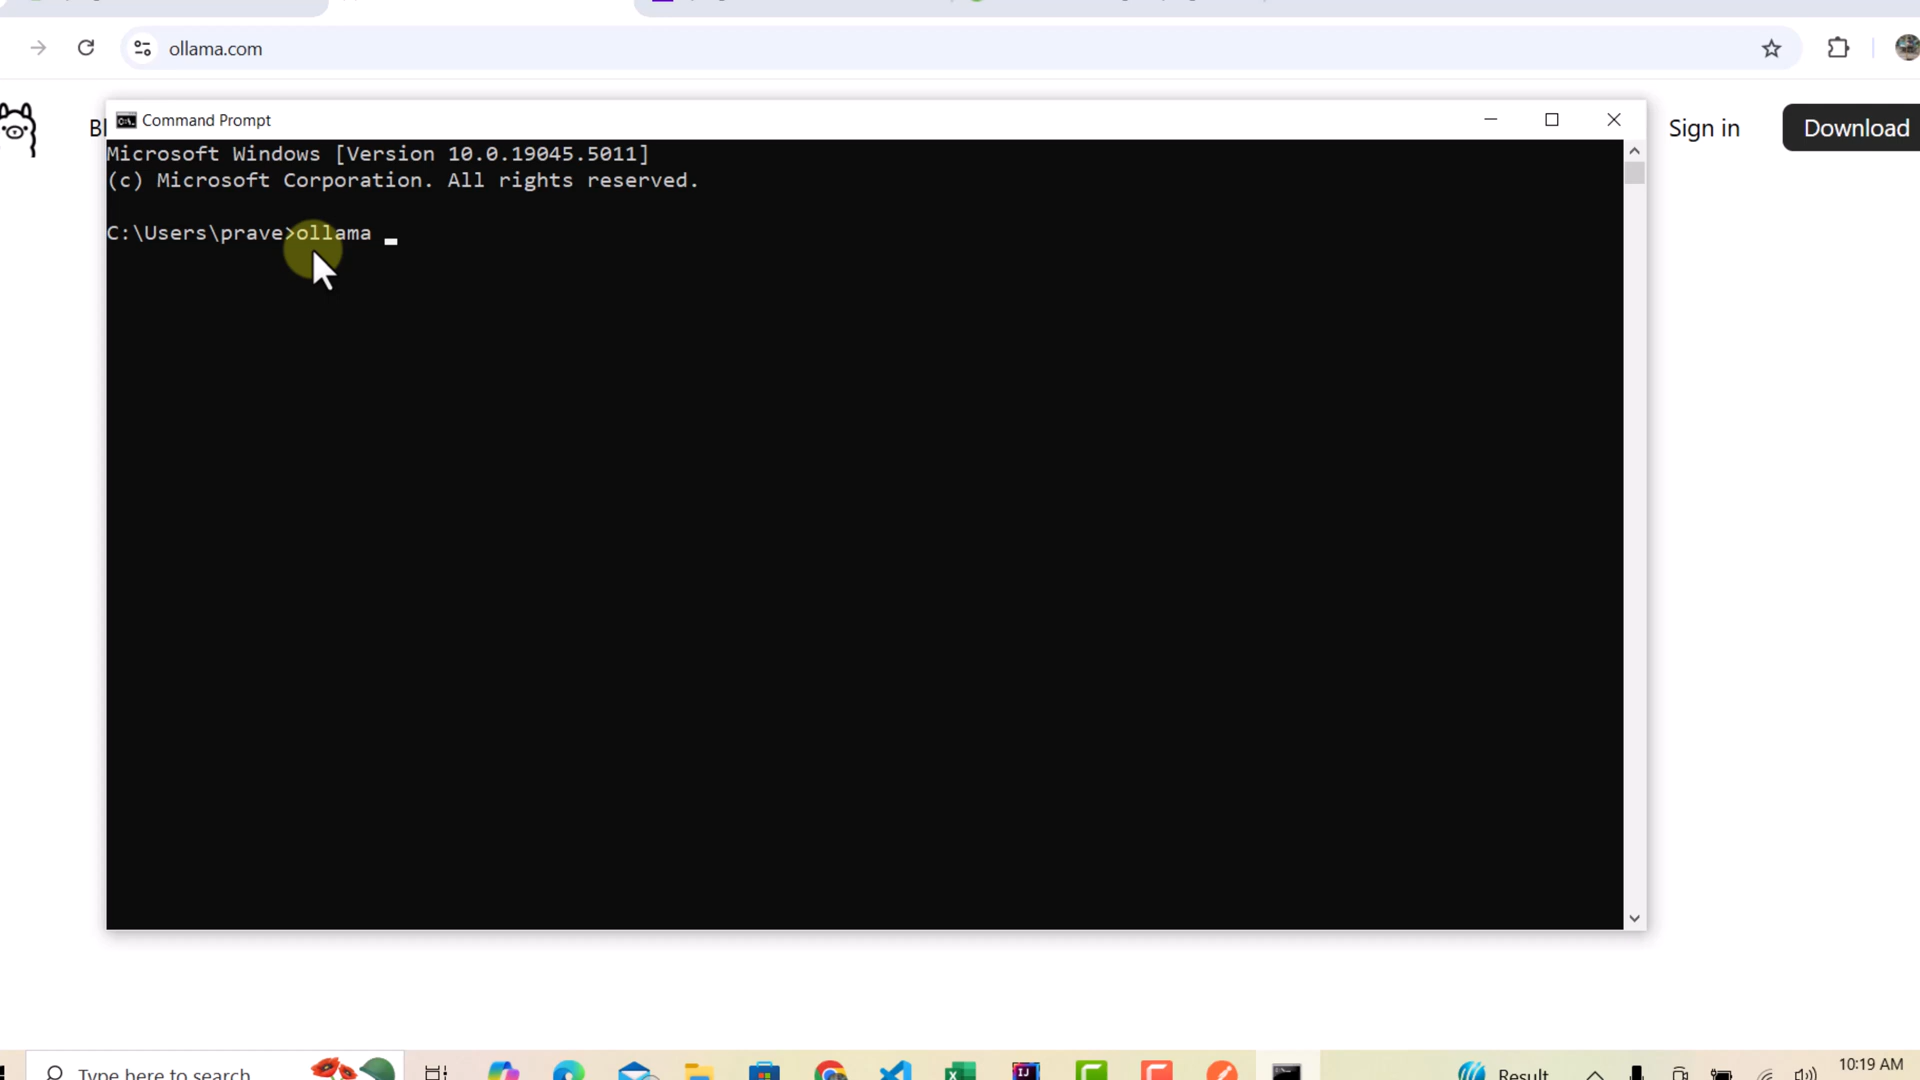 ollama.com
Bl
Sign in
Download
Command Prompt
Microsoft Windows [Version 10.0.19045.5011]
(c) Microsoft Corporation. All rights reserved.
C:\Users\prave>ollama
Type here to search
Result
10:19 AM